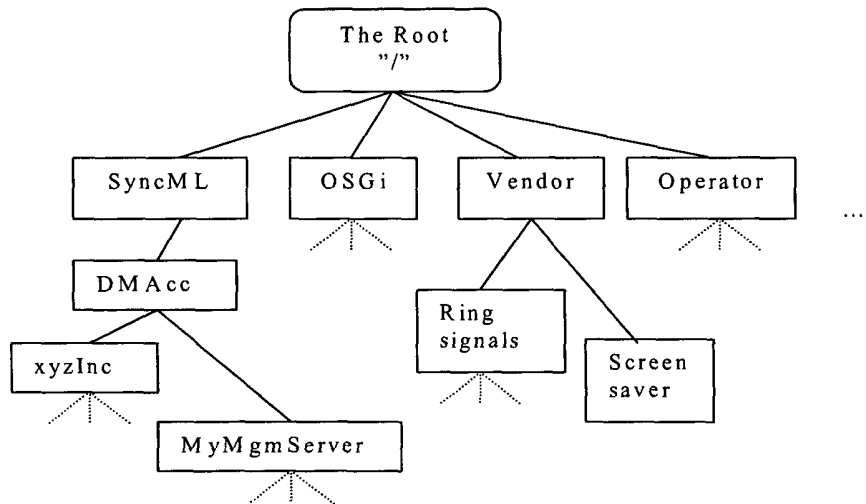 The Root
"/"
SyncML
OSGi
Vendor
Operator
...
DMAcc
Ring
signals
xyzInc
Screen
saver
MyMgmServer